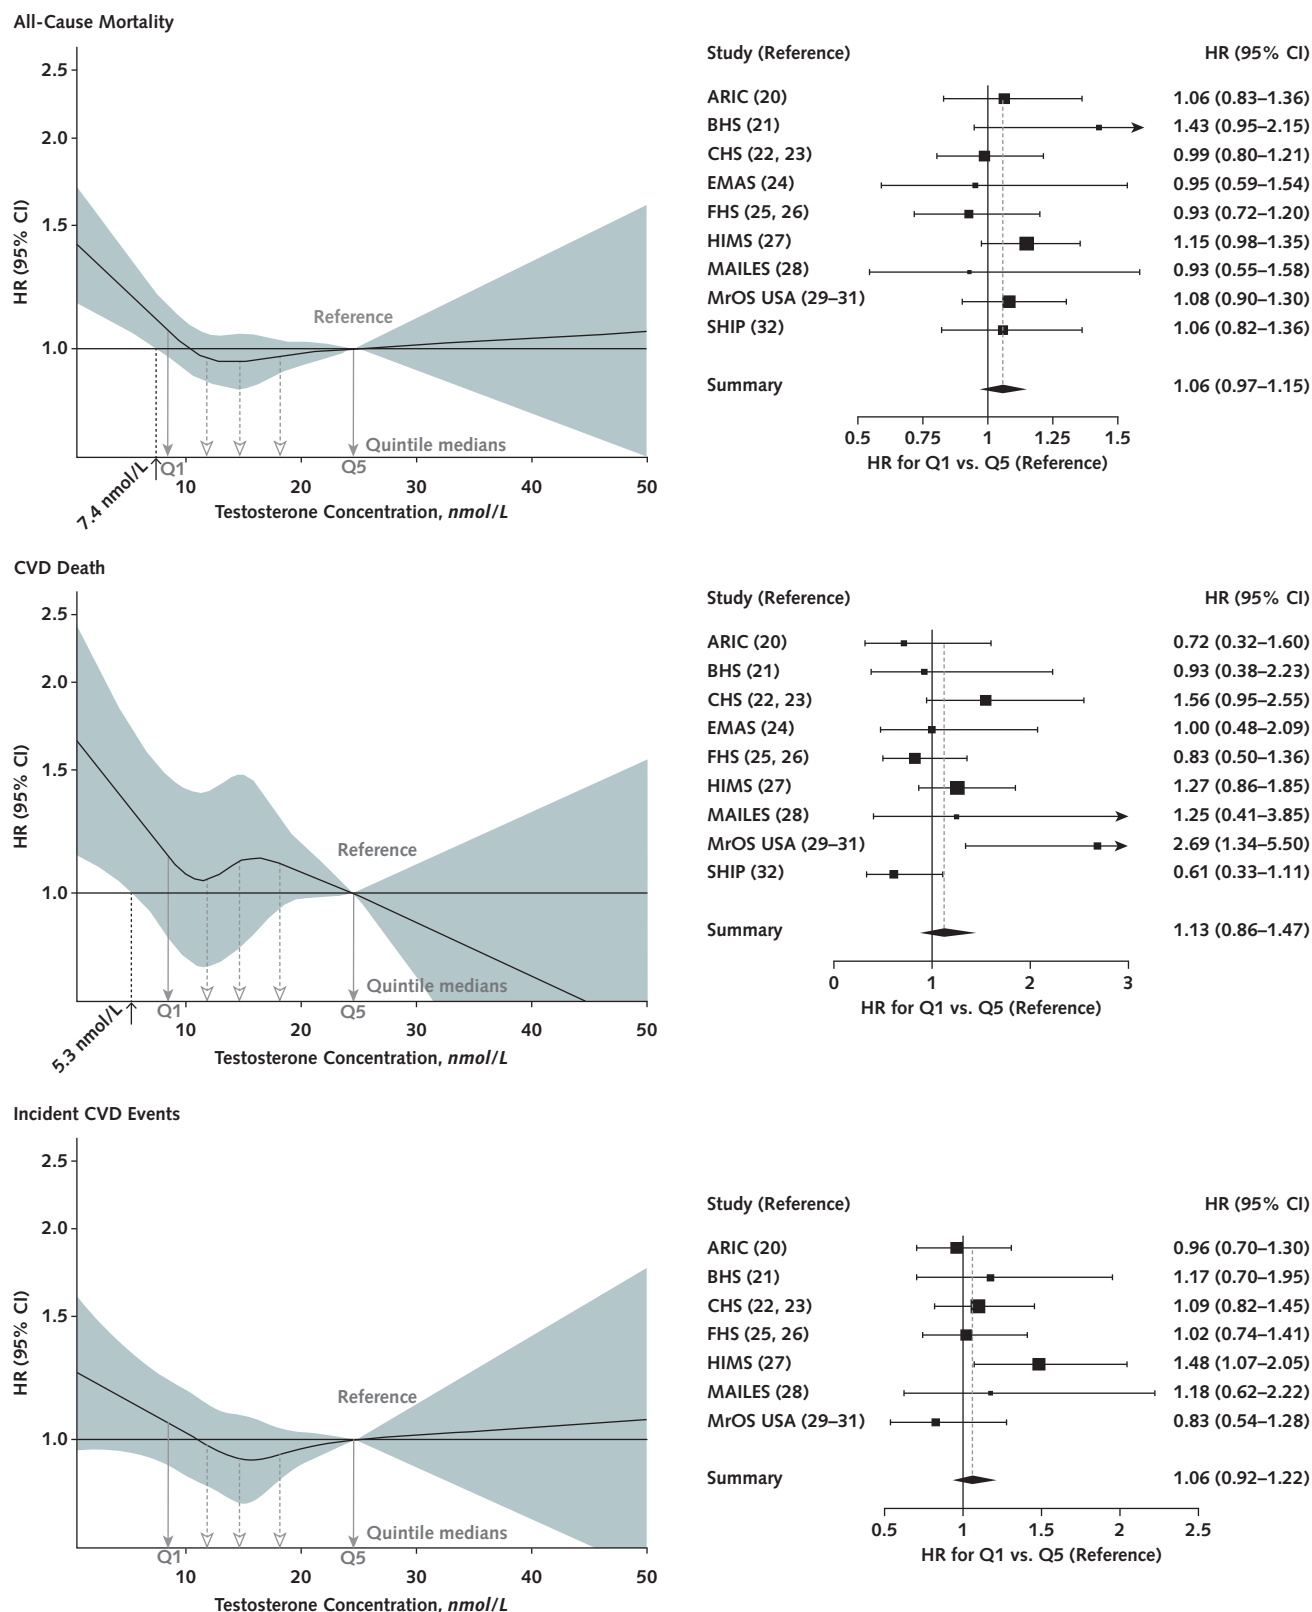 All-Cause Mortality
HR (95% CI)
2.5
2.0
1.5
1.0
Reference
Quintile medians
Q1
Q5
7.4 nmol/L
10 20 30 40 50
Testosterone Concentration, nmol/L
Study (Reference) HR (95% CI)
ARIC (20) 1.06 (0.83–1.36)
BHS (21) 1.43 (0.95–2.15)
CHS (22, 23) 0.99 (0.80–1.21)
EMAS (24) 0.95 (0.59–1.54)
FHS (25, 26) 0.93 (0.72–1.20)
HIMS (27) 1.15 (0.98–1.35)
MAILES (28) 0.93 (0.55–1.58)
MrOS USA (29–31) 1.08 (0.90–1.30)
SHIP (32) 1.06 (0.82–1.36)
Summary 1.06 (0.97–1.15)
0.5 0.75 1 1.25 1.5
HR for Q1 vs. Q5 (Reference)
CVD Death
HR (95% CI)
2.5
2.0
1.5
1.0
Reference
Quintile medians
Q1
Q5
5.3 nmol/L
10 20 30 40 50
Testosterone Concentration, nmol/L
Study (Reference) HR (95% CI)
ARIC (20) 0.72 (0.32–1.60)
BHS (21) 0.93 (0.38–2.23)
CHS (22, 23) 1.56 (0.95–2.55)
EMAS (24) 1.00 (0.48–2.09)
FHS (25, 26) 0.83 (0.50–1.36)
HIMS (27) 1.27 (0.86–1.85)
MAILES (28) 1.25 (0.41–3.85)
MrOS USA (29–31) 2.69 (1.34–5.50)
SHIP (32) 0.61 (0.33–1.11)
Summary 1.13 (0.86–1.47)
0 1 2 3
HR for Q1 vs. Q5 (Reference)
Incident CVD Events
HR (95% CI)
2.5
2.0
1.5
1.0
Reference
Quintile medians
Q1
Q5
10 20 30 40 50
Testosterone Concentration, nmol/L
Study (Reference) HR (95% CI)
ARIC (20) 0.96 (0.70–1.30)
BHS (21) 1.17 (0.70–1.95)
CHS (22, 23) 1.09 (0.82–1.45)
FHS (25, 26) 1.02 (0.74–1.41)
HIMS (27) 1.48 (1.07–2.05)
MAILES (28) 1.18 (0.62–2.22)
MrOS USA (29–31) 0.83 (0.54–1.28)
Summary 1.06 (0.92–1.22)
0.5 1 1.5 2 2.5
HR for Q1 vs. Q5 (Reference)